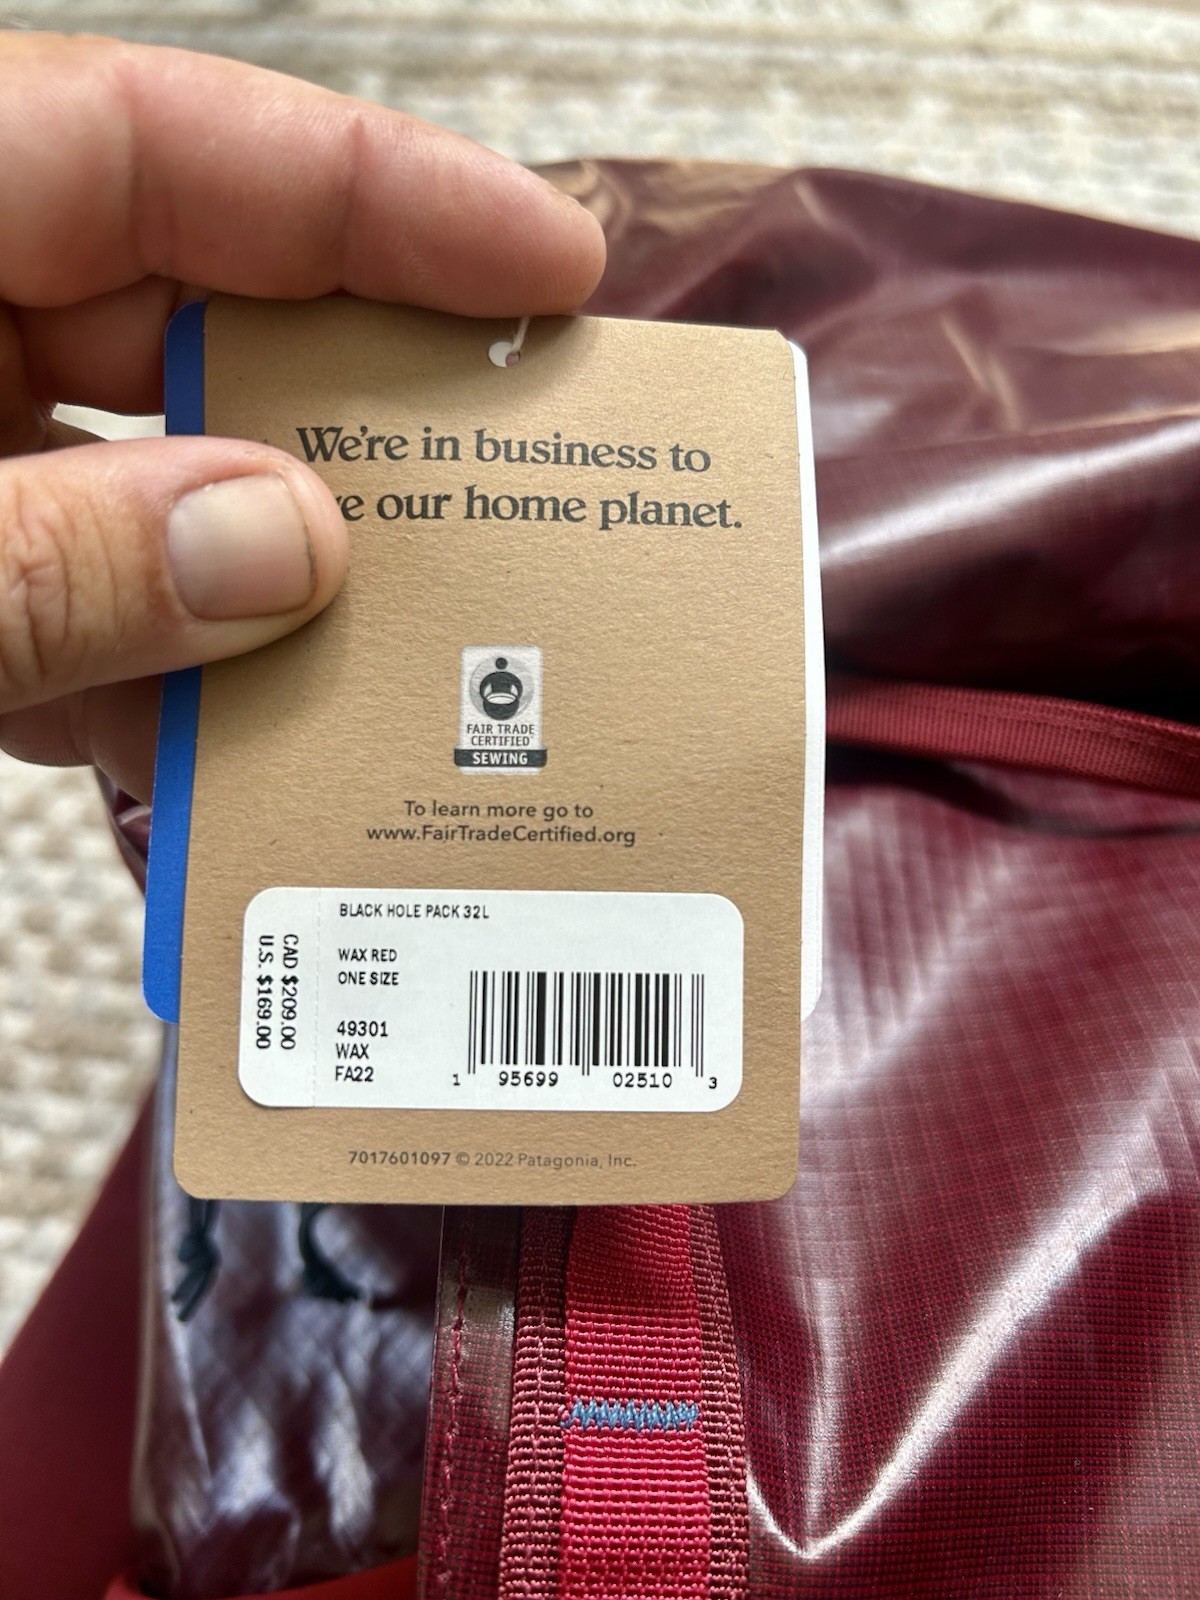 We're in business to
our home planet.
FAIR TRADE
CERTIFIED
SEWING
To learn more go to
www.FairTradeCertified.org
BLACK HOLE PACK 32L
WAX RED
ONE SIZE
49301
WAX
FA22
CAD $209.00
U.S. $169.00
1 95699 02510 3
7017601097 © 2022 Patagonia, Inc.